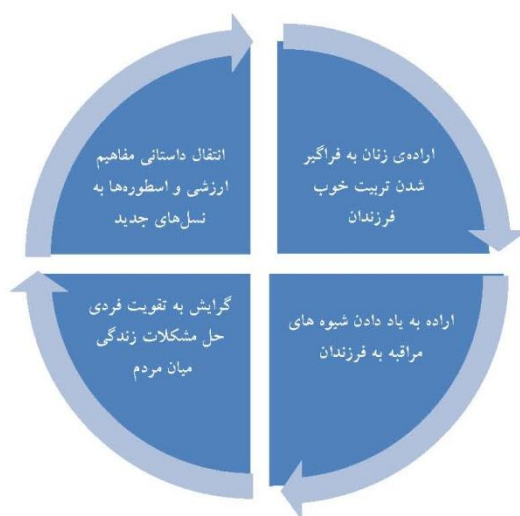 اراده‌ی زنان به فراگیر
شدن تربیت خوب
فرزندان
اراده به یاد دادن شیوه های
مراقبه به فرزندان
گرایش به تقویت فردی
حل مشکلات زندگی
میان مردم
انتقال داستانی مفاهیم
ارزشی و اسطوره‌ها به
نسل‌های جدید